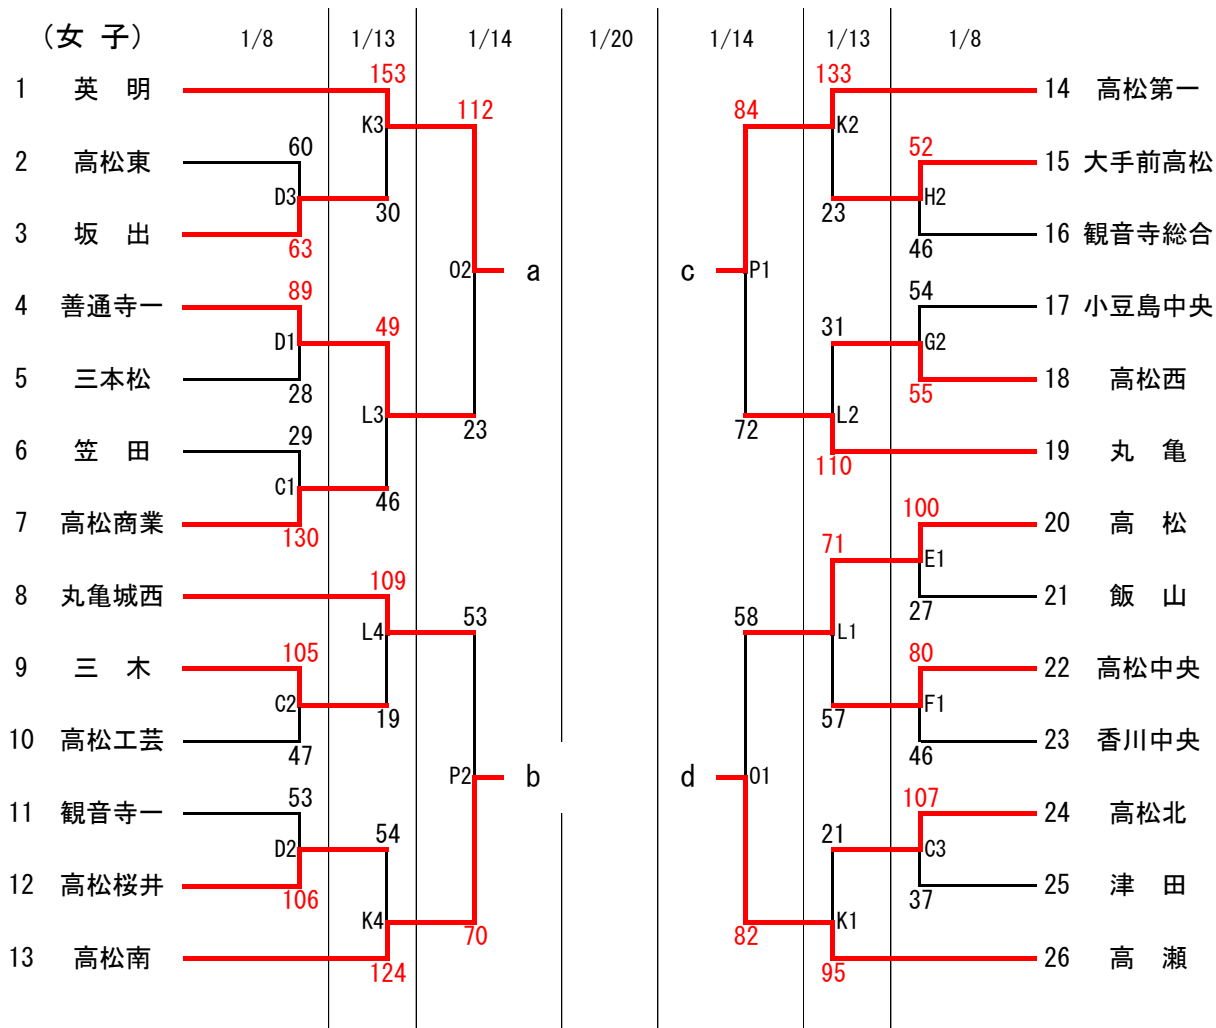 （女 子） 1/8 1/13 1/14 1/20 1/14 1/13 1/8
153 133
1 英 明 14 高松第一
112 84
K3 K2
60 52
2 高松東 15 大手前高松
D3 H2
30 23
3 坂 出 16 観音寺総合
63 46
O2 a c P1
89 54
4 善通寺一 17 小豆島中央
49 31
D1 G2
5 三本松 18 高松西
28 55
L3 L2
23 72
29
6 笠 田 19 丸 亀
110
C1
46
7 高松商業 20 高 松
130 100
71
E1
109
8 丸亀城西 21 飯 山
27
53 58
L4 L1
105 80
9 三 木 22 高松中央
C2 F1
19 57
10 高松工芸 23 香川中央
47 46
P2 b d O1
53 107
11 観音寺一 24 高松北
54 21
D2 C3
12 高松桜井 25 津 田
106 37
K4 K1
70 82
13 高松南 26 高 瀬
124 95